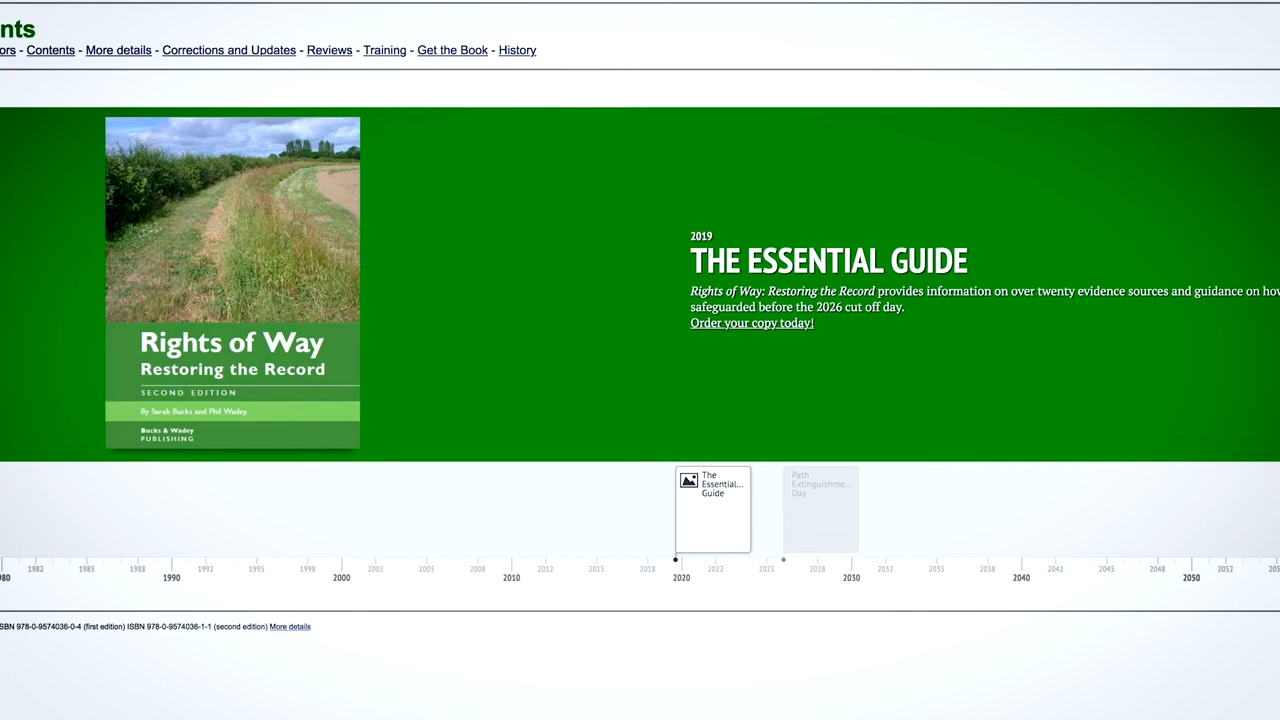 nts
ors - Contents - More details - Corrections and Updates - Reviews - Training - Get the Book - History
Rights of Way
Restoring the Record
SECOND EDITION
By Sarah Bucks and Phil Wadey
Bucks & Wadey
PUBLISHING
2019
THE ESSENTIAL GUIDE
Rights of Way: Restoring the Record provides information on over twenty evidence sources and guidance on how
safeguarded before the 2026 cut off day.
Order your copy today!
The
Essential...
Guide
Path
Extinguishme...
Day
1982 1985 1988 1992 1995 1998 2002 2005 2008 2012 2015 2018 2022 2025 2028 2032 2035 2038 2042 2045 2048 2052
80 1990 2000 2010 2020 2030 2040 2050
SBN 978-0-9574036-0-4 (first edition) ISBN 978-0-9574036-1-1 (second edition) More details